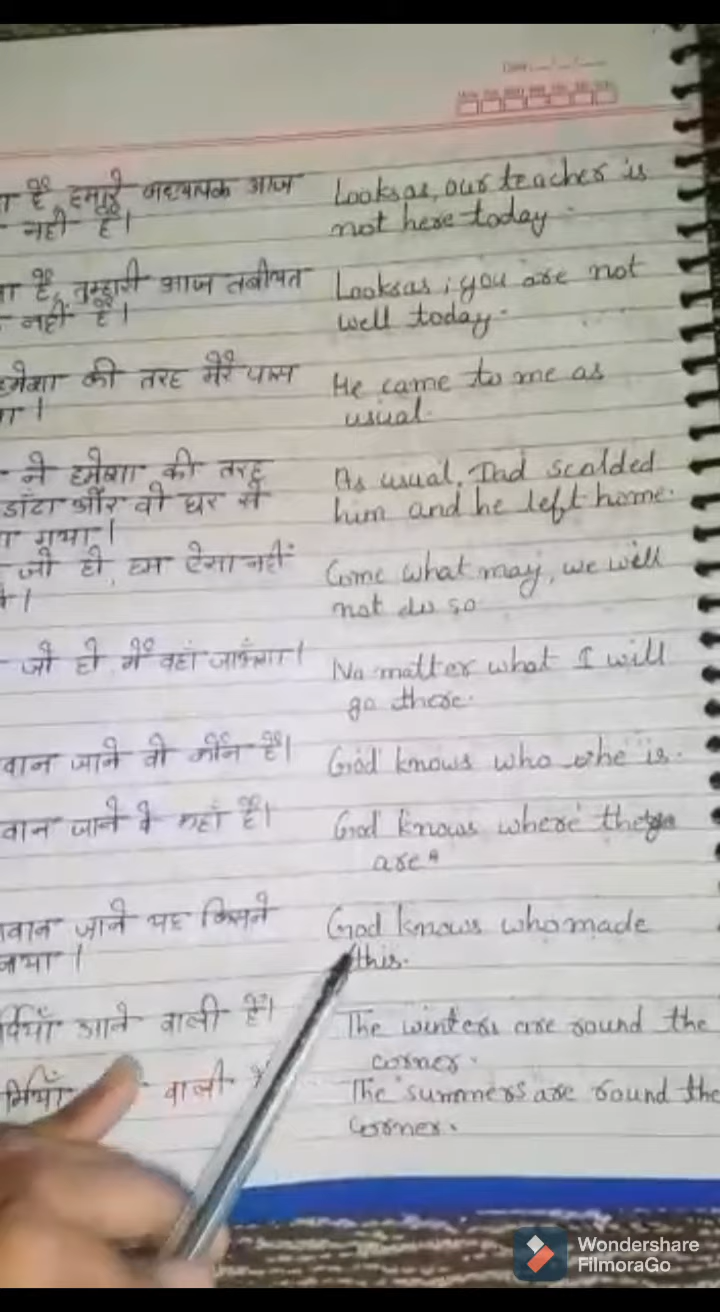 Date
है, हमारे अध्यापक आज
नहीं है।
Looksas, our teacher is
not here today.
है, तुम्हारी आज तबीयत
नहीं है।
Looksas, you are not
well today.
की तरह मेरे पास
He came to me as
usual.
ने हमेशा की तरह
डाँटा और वो घर से
गया।
As usual, Dad scalded
him and he left home.
जो हो, हम ऐसा नहीं
Come what may, we will
not do so
जो हो मैं वहां जाऊँगा।
No matter what I will
go there.
वान जाने वो कौन है।
God knows who she is.
वान जाने वे कहां हैं।
God knows where they
are.
वान जाने यह किसने
God knows who made
this.
आने वाली हैं।
The winters are round the
corner.
वाली
The summers are round the
corner.
Wondershare
FilmoraGo